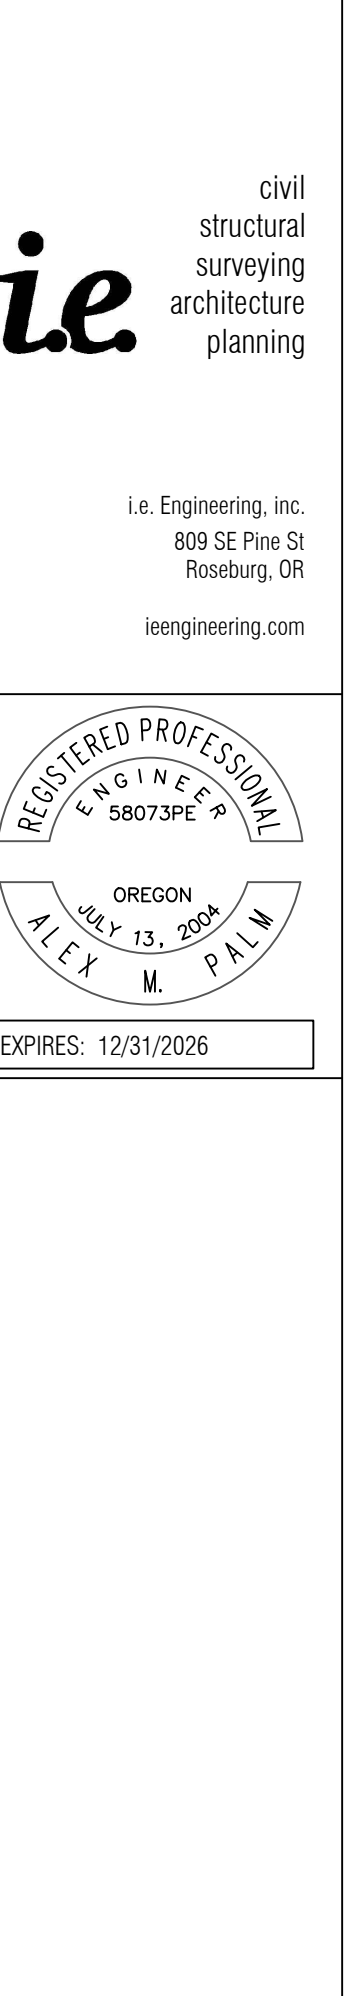 civil
structural
surveying
architecture
planning
i.e.
i.e. Engineering, inc.
809 SE Pine St
Roseburg, OR
ieengineering.com
REGISTERED PROFESSIONAL
ENGINEER
58073PE
OREGON
JULY 13, 2004
ALEX M. PALM
EXPIRES: 12/31/2026